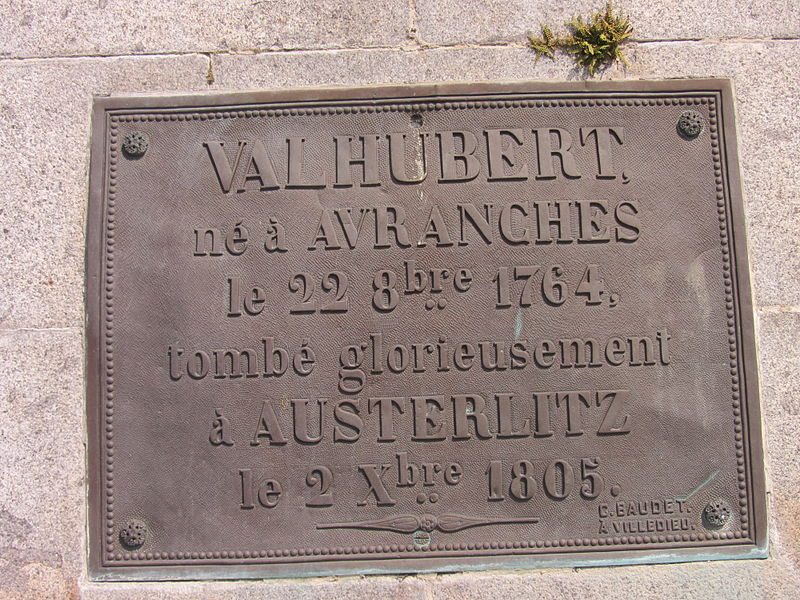 VALHUBERT,
né à AVRANCHES
le 22 8bre 1764,
tombé glorieusement
à AUSTERLITZ
le 2 Xbre 1805.
C. BAUDET.
À VILLEDIEU.